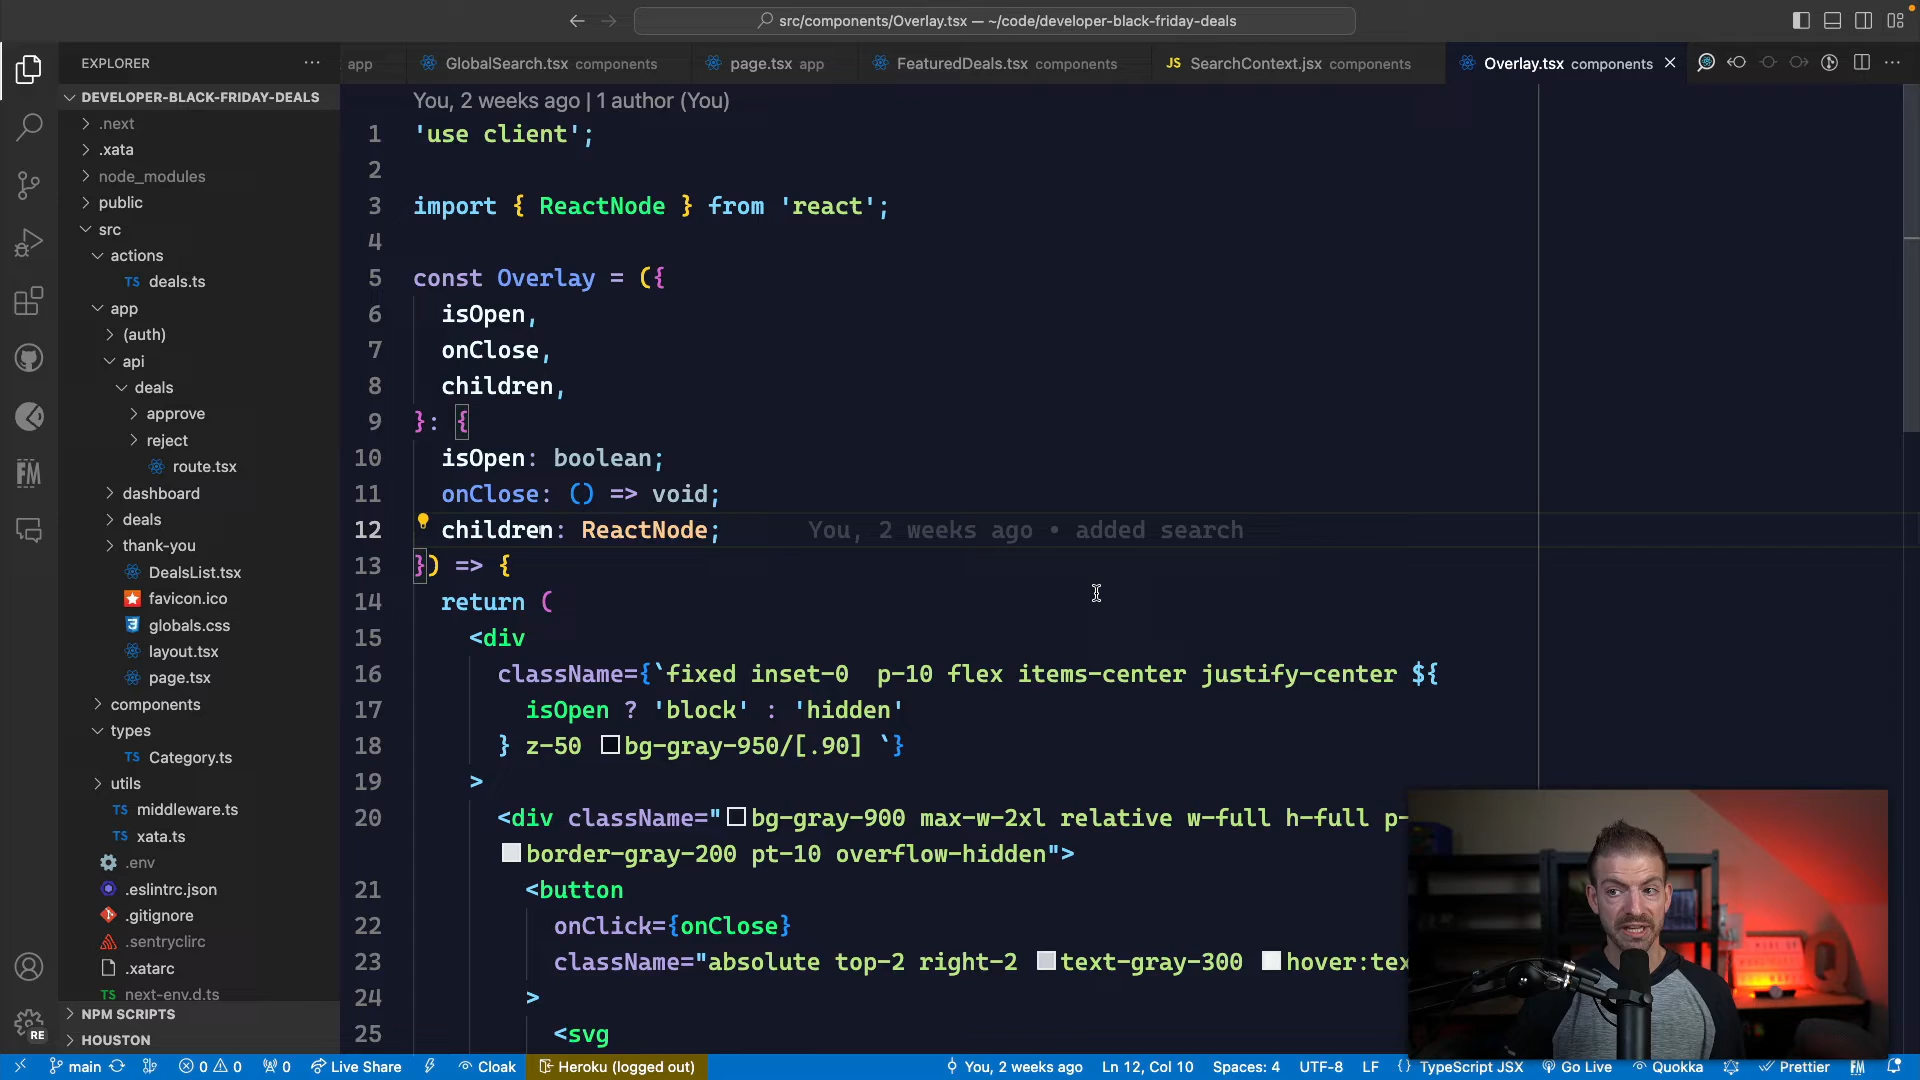 src/components/Overlay.tsx — ~/code/developer-black-friday-deals
EXPLORER
app
GlobalSearch.tsx components
page.tsx app
FeaturedDeals.tsx components
JS SearchContext.jsx components
Overlay.tsx components
DEVELOPER-BLACK-FRIDAY-DEALS
.next
.xata
node_modules
public
src
actions
TS deals.ts
app
(auth)
api
deals
approve
reject
route.tsx
dashboard
deals
thank-you
DealsList.tsx
favicon.ico
globals.css
layout.tsx
page.tsx
components
types
TS Category.ts
utils
TS middleware.ts
TS xata.ts
.env
.eslintrc.json
.gitignore
.sentryclirc
.xatarc
TS next-env.d.ts
NPM SCRIPTS
HOUSTON
FM
RE
You, 2 weeks ago | 1 author (You)
1 'use client';
2
3 import { ReactNode } from 'react';
4
5 const Overlay = ({
6 isOpen,
7 onClose,
8 children,
9 }: {
10 isOpen: boolean;
11 onClose: () => void;
12 children: ReactNode; You, 2 weeks ago • added search
13 }) => {
14 return (
15 <div
16 className={`fixed inset-0  p-10 flex items-center justify-center ${
17 isOpen ? 'block' : 'hidden'
18 } z-50 bg-gray-950/[.90] `}
19 >
20 <div className="bg-gray-900 max-w-2xl relative w-full h-full p-
border-gray-200 pt-10 overflow-hidden">
21 <button
22 onClick={onClose}
23 className="absolute top-2 right-2 text-gray-300 hover:tex
24 >
25 <svg
main 0 0 0 Live Share Cloak Heroku (logged out) You, 2 weeks ago Ln 12, Col 10 Spaces: 4 UTF-8 LF {} TypeScript JSX Go Live Quokka Prettier FM